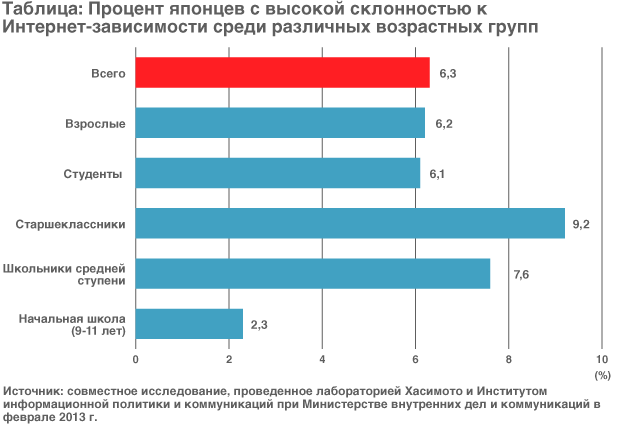 Таблица: Процент японцев с высокой склонностью к
Интернет-зависимости среди различных возрастных групп
Всего 6,3
Взрослые 6,2
Студенты 6,1
Старшеклассники 9,2
Школьники средней
ступени 7,6
Начальная школа
(9-11 лет) 2,3
0 2 4 6 8 10
(%)
Источник: совместное исследование, проведенное лабораторией Хасимото и Институтом
информационной политики и коммуникаций при Министерстве внутренних дел и коммуникаций в
феврале 2013 г.